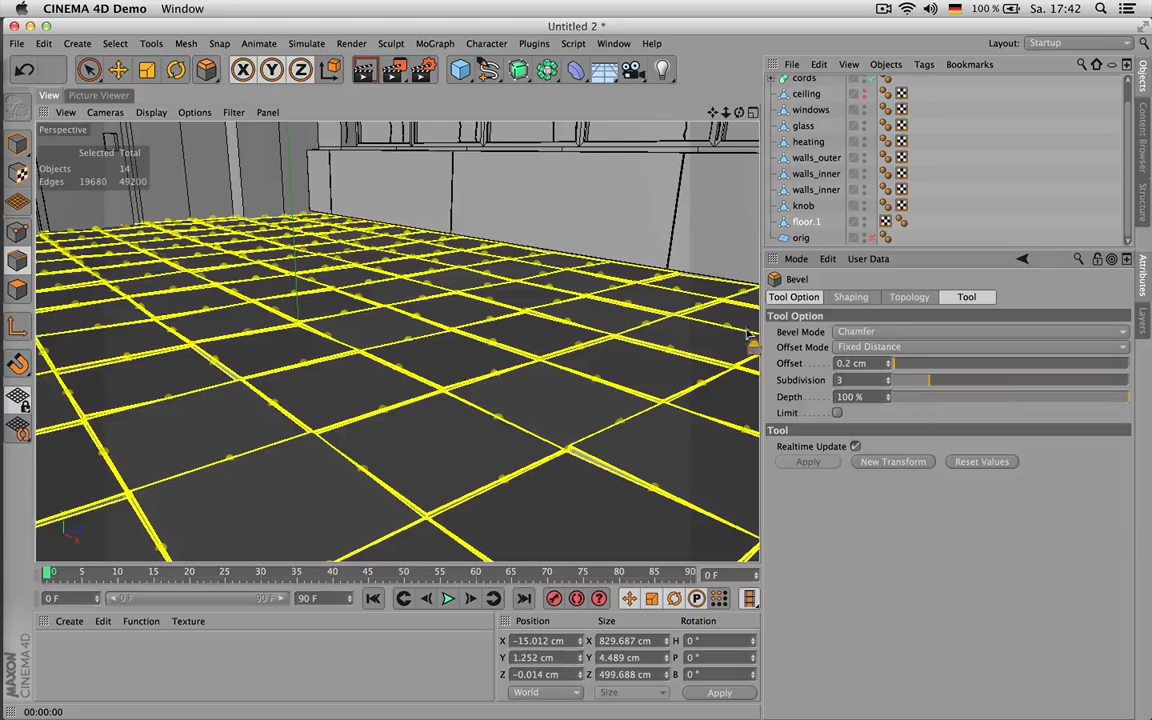 CINEMA 4D Demo Window 100 % Sa. 17:42
Untitled 2 *
File Edit Create Select Tools Mesh Snap Animate Simulate Render Sculpt MoGraph Character Plugins Script Window Help Layout: Startup
X Y Z
File Edit View Objects Tags Bookmarks
View Picture Viewer
View Cameras Display Options Filter Panel
Perspective
Selected Total
Objects 14
Edges 19680 49200
cords
ceiling
windows
glass
heating
walls_outer
walls_inner
walls_inner
knob
floor.1
orig
Objects
Content Browser
Structure
Attributes
Layers
Mode Edit User Data
Bevel
Tool Option Shaping Topology Tool
Tool Option
Bevel Mode Chamfer
Offset Mode Fixed Distance
Offset 0.2 cm
Subdivision 3
Depth 100 %
Limit
Tool
Realtime Update
Apply New Transform Reset Values
0 5 10 15 20 25 30 35 40 45 50 55 60 65 70 75 80 85 90 0 F
0 F 0 F 90 F 90 F
Create Edit Function Texture
Position Size Rotation
X -15.012 cm X 829.687 cm H 0 °
Y 1.252 cm Y 4.489 cm P 0 °
Z -0.014 cm Z 499.688 cm B 0 °
World Size Apply
MAXON
CINEMA 4D
00:00:00